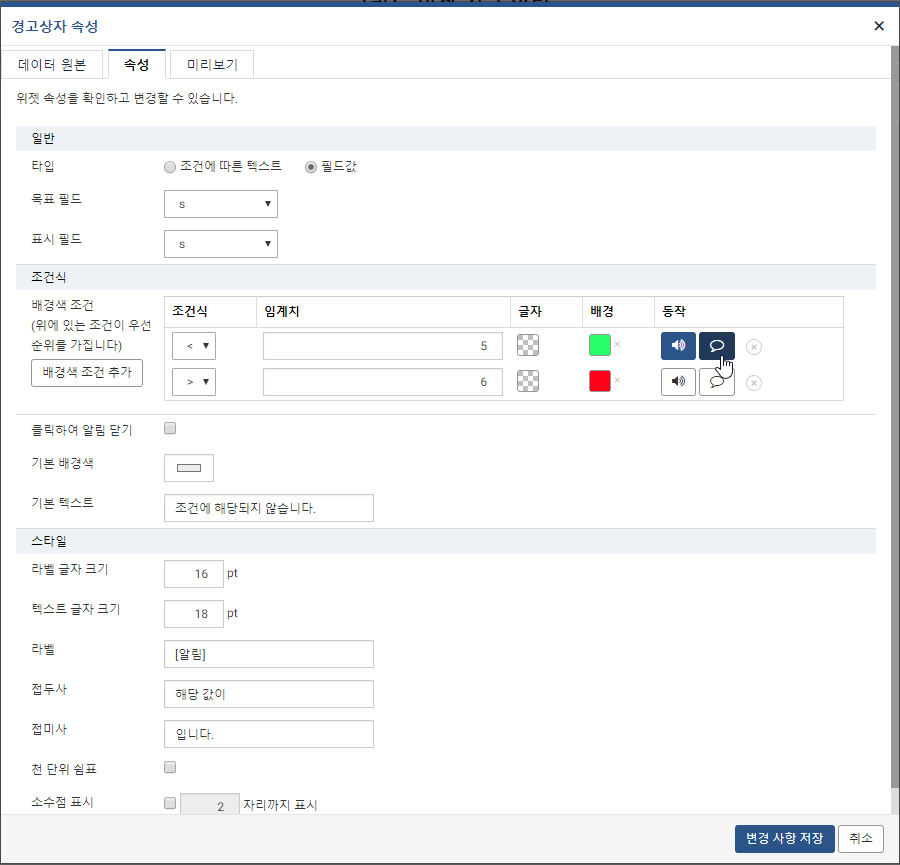 경고상자 속성
데이터 원본 속성 미리보기
위젯 속성을 확인하고 변경할 수 있습니다.
일반
타입 조건에 따른 텍스트 필드값
목표 필드 s
표시 필드 s
조건식
배경색 조건
(위에 있는 조건이 우선
순위를 가집니다)
배경색 조건 추가
조건식 임계치 글자 배경 동작
< 5
> 6
클릭하여 알림 닫기
기본 배경색
기본 텍스트 조건에 해당되지 않습니다.
스타일
라벨 글자 크기 16 pt
텍스트 글자 크기 18 pt
라벨 [알림]
접두사 해당 값이
접미사 입니다.
천 단위 쉼표
소수점 표시 2 자리까지 표시
변경 사항 저장 취소